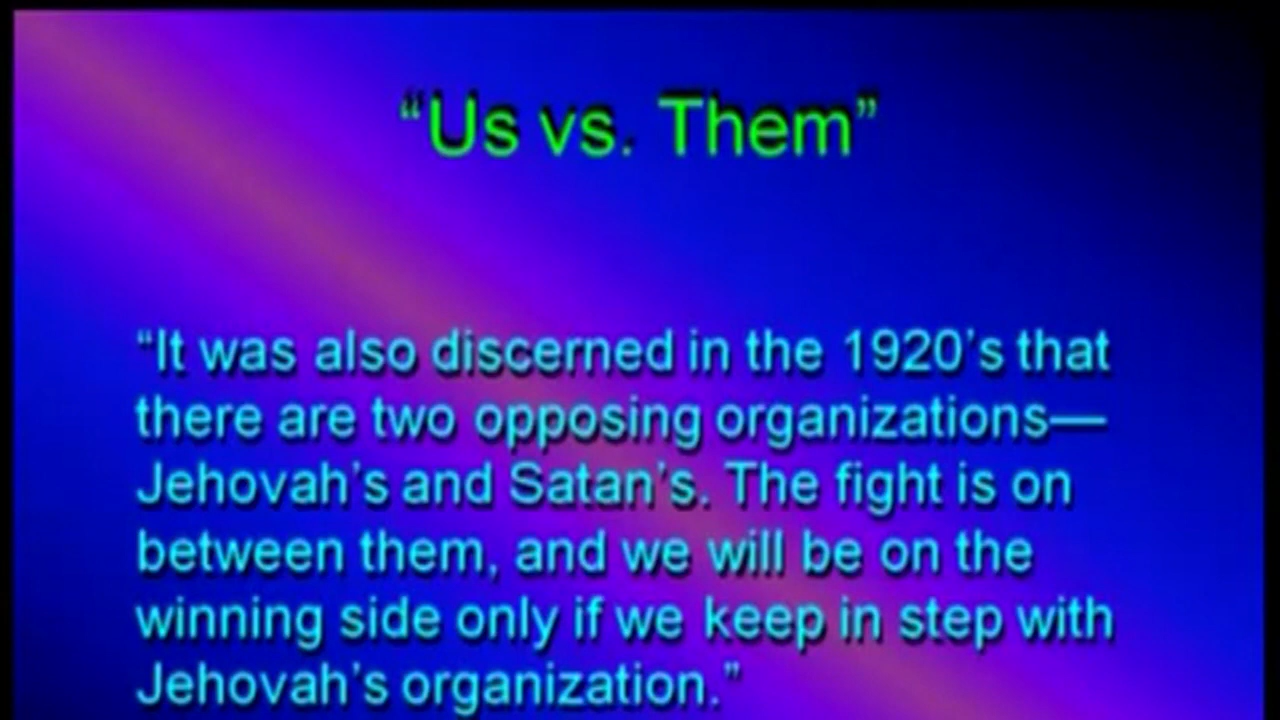 “Us vs. Them”
“It was also discerned in the 1920’s that
there are two opposing organizations—
Jehovah’s and Satan’s. The fight is on
between them, and we will be on the
winning side only if we keep in step with
Jehovah’s organization.”